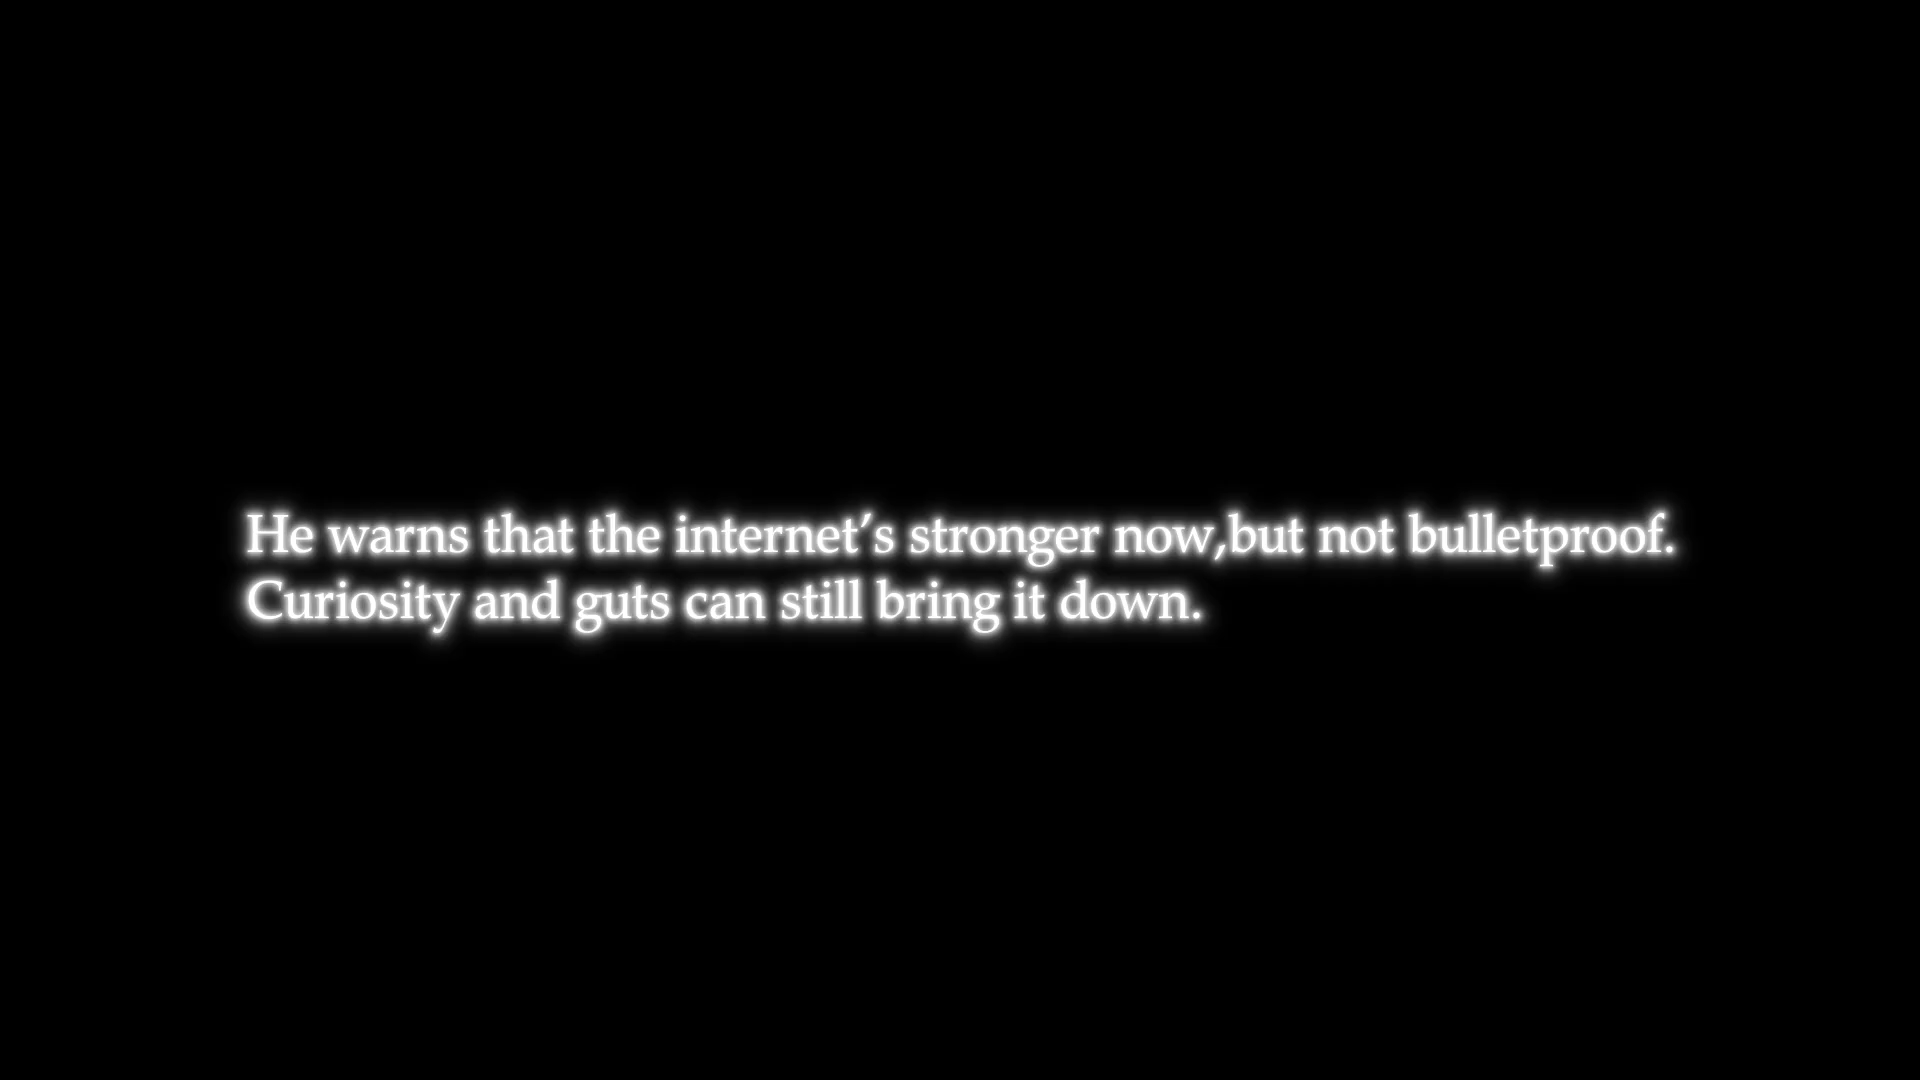 He warns that the internet’s stronger now,but not bulletproof.
Curiosity and guts can still bring it down.